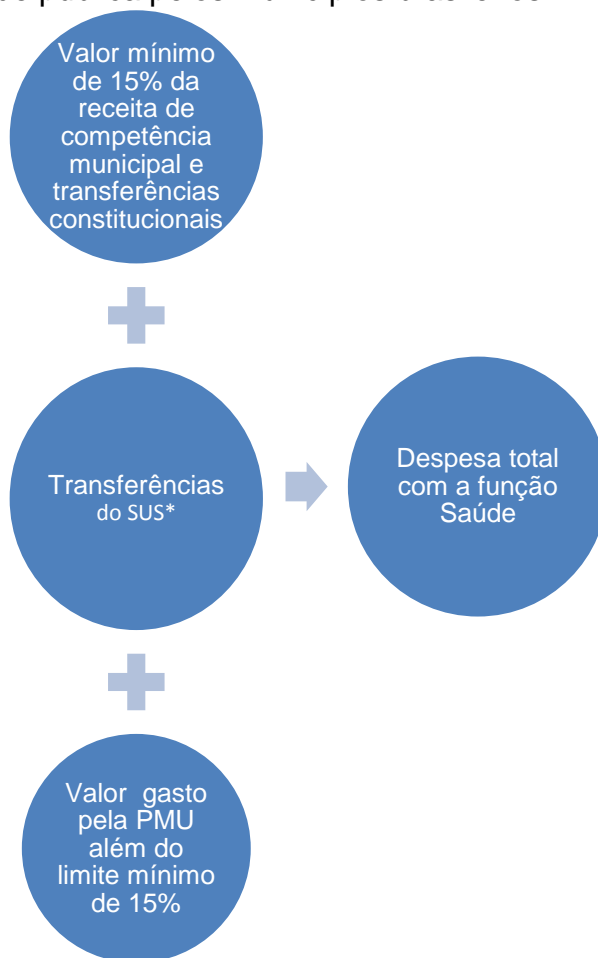 Valor mínimo
de 15% da
receita de
competência
municipal e
transferências
constitucionais
Transferências
do SUS*
Despesa total
com a função
Saúde
Valor gasto
pela PMU
além do
limite mínimo
de 15%